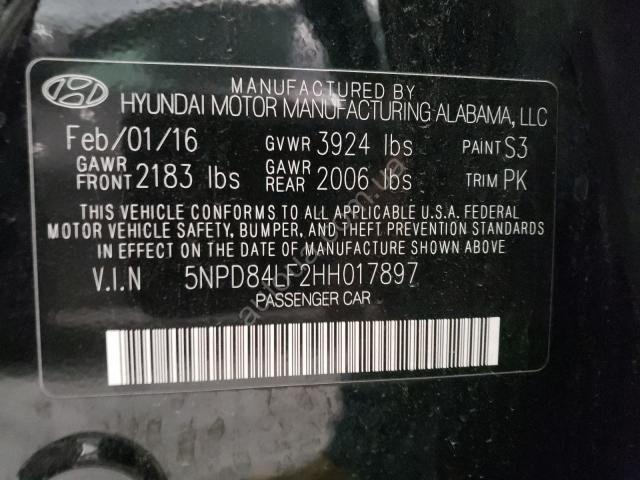 MANUFACTURED BY
HYUNDAI MOTOR MANUFACTURING ALABAMA, LLC
Feb/01/16 GVWR 3924 lbs PAINT S3
GAWR FRONT 2183 lbs GAWR REAR 2006 lbs TRIM PK
THIS VEHICLE CONFORMS TO ALL APPLICABLE U.S.A. FEDERAL
MOTOR VEHICLE SAFETY, BUMPER, AND THEFT PREVENTION STANDARDS
IN EFFECT ON THE DATE OF MANUFACTURE SHOWN ABOVE
V.I.N 5NPD84LF2HH017897
PASSENGER CAR